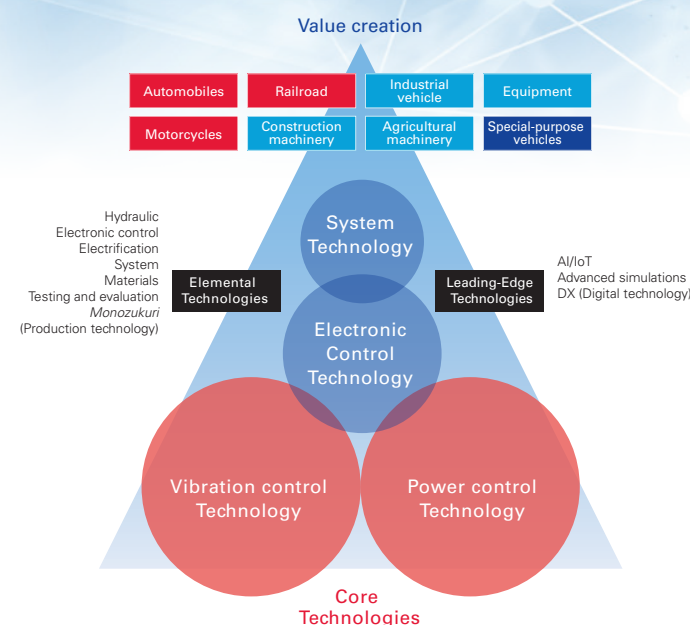 Value creation
Automobiles
Railroad
Industrial
vehicle
Equipment
Motorcycles
Construction
machinery
Agricultural
machinery
Special-purpose
vehicles
Hydraulic
Electronic control
Electrification
System
Materials
Testing and evaluation
Monozukuri
(Production technology)
Elemental
Technologies
System
Technology
Leading-Edge
Technologies
AI/IoT
Advanced simulations
DX (Digital technology)
Electronic
Control
Technology
Vibration control
Technology
Power control
Technology
Core
Technologies